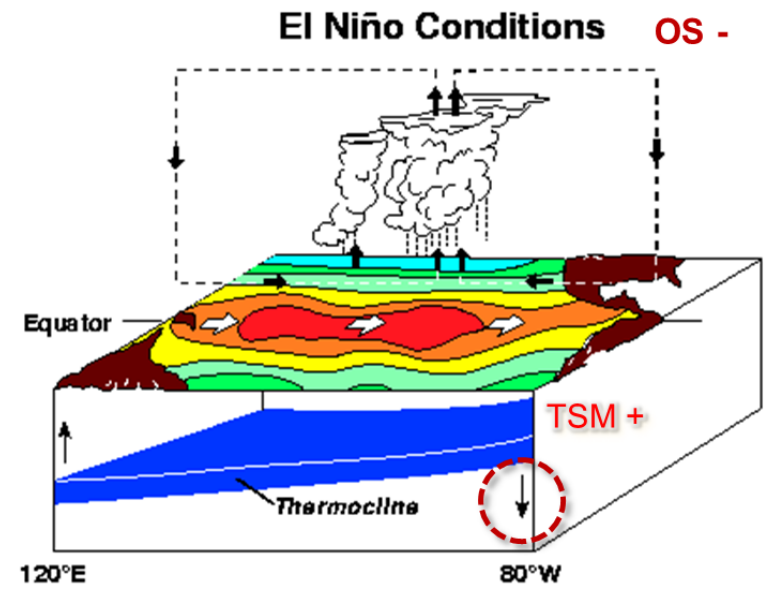 El Niño Conditions
OS -
Equator
TSM +
Thermocline
120°E
80°W